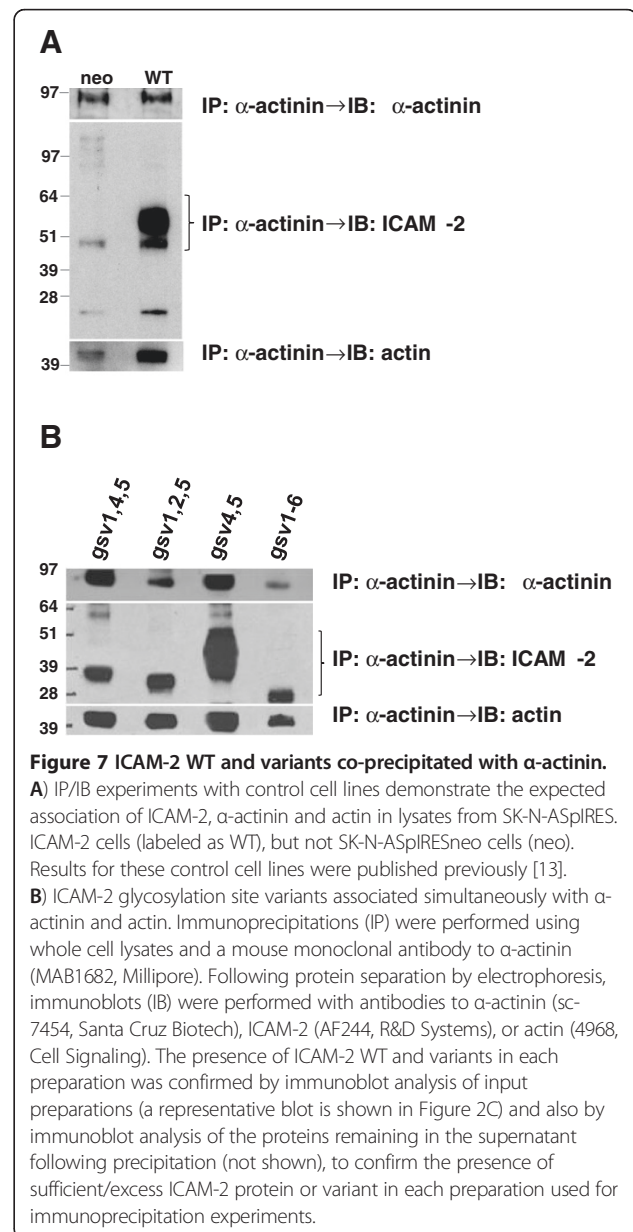 A
neo WT
97
IP: α-actinin→IB: α-actinin
97
64
IP: α-actinin→IB: ICAM -2
51
39
28
IP: α-actinin→IB: actin
39
B
gsv1,4,5 gsv1,2,5 gsv4,5 gsv1-6
97
IP: α-actinin→IB: α-actinin
64
51
IP: α-actinin→IB: ICAM -2
39
28
IP: α-actinin→IB: actin
39
Figure 7 ICAM-2 WT and variants co-precipitated with α-actinin.
A) IP/IB experiments with control cell lines demonstrate the expected
association of ICAM-2, α-actinin and actin in lysates from SK-N-ASpIRES.
ICAM-2 cells (labeled as WT), but not SK-N-ASpIRESneo cells (neo).
Results for these control cell lines were published previously [13].
B) ICAM-2 glycosylation site variants associated simultaneously with α-
actinin and actin. Immunoprecipitations (IP) were performed using
whole cell lysates and a mouse monoclonal antibody to α-actinin
(MAB1682, Millipore). Following protein separation by electrophoresis,
immunoblots (IB) were performed with antibodies to α-actinin (sc-
7454, Santa Cruz Biotech), ICAM-2 (AF244, R&D Systems), or actin (4968,
Cell Signaling). The presence of ICAM-2 WT and variants in each
preparation was confirmed by immunoblot analysis of input
preparations (a representative blot is shown in Figure 2C) and also by
immunoblot analysis of the proteins remaining in the supernatant
following precipitation (not shown), to confirm the presence of
sufficient/excess ICAM-2 protein or variant in each preparation used for
immunoprecipitation experiments.